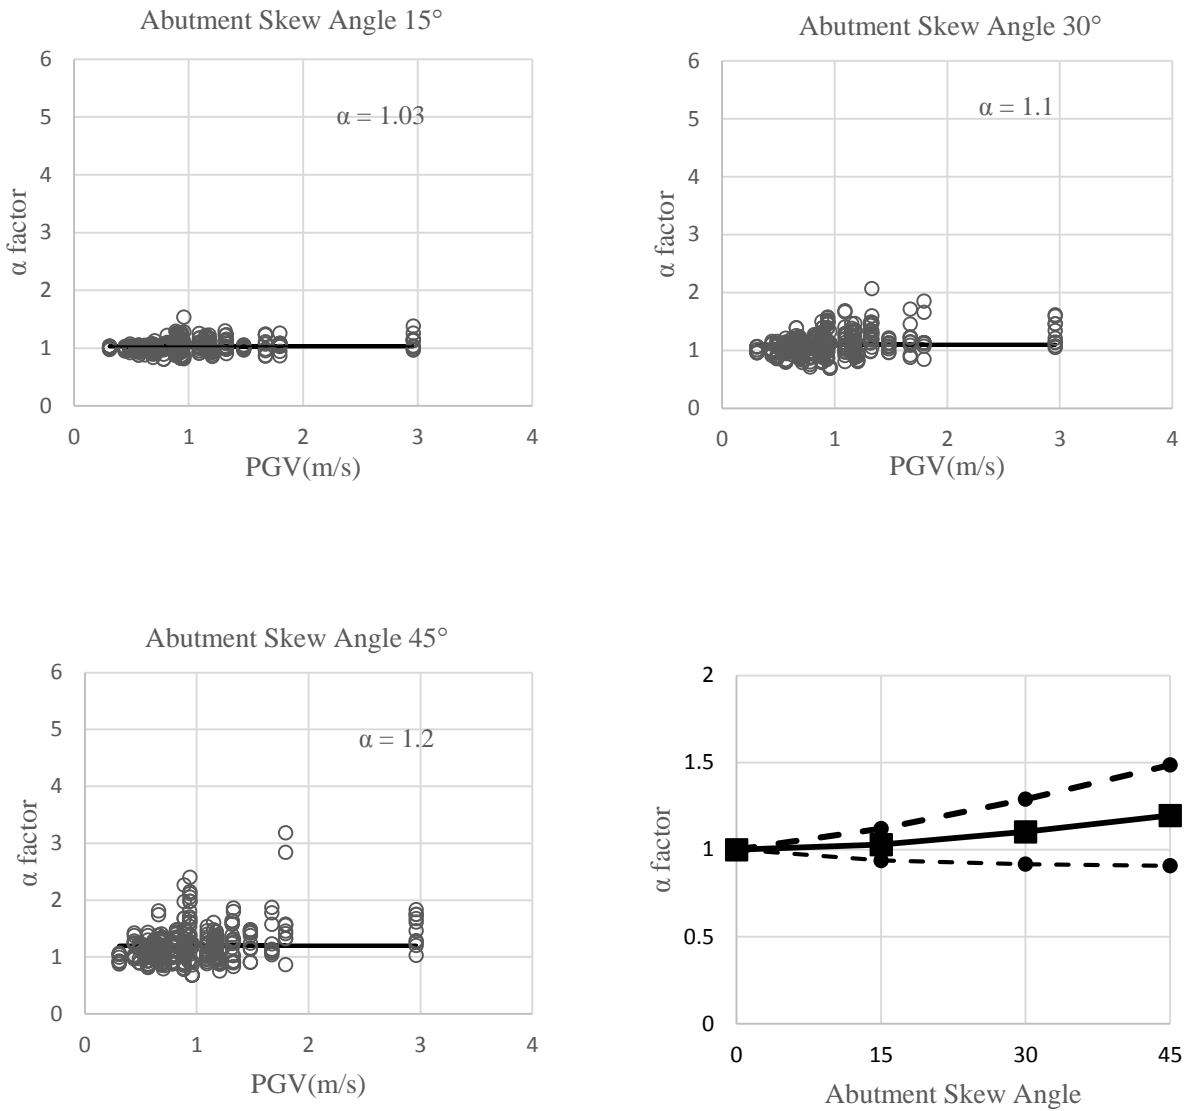 Abutment Skew Angle 15°
6
5
4
3
2
1
0
α factor
α = 1.03
0 1 2 3 4
PGV(m/s)
Abutment Skew Angle 30°
6
5
4
3
2
1
0
α factor
α = 1.1
0 1 2 3 4
PGV(m/s)
Abutment Skew Angle 45°
6
5
4
3
2
1
0
α factor
α = 1.2
0 1 2 3 4
PGV(m/s)
2
1.5
1
0.5
0
α factor
0 15 30 45
Abutment Skew Angle